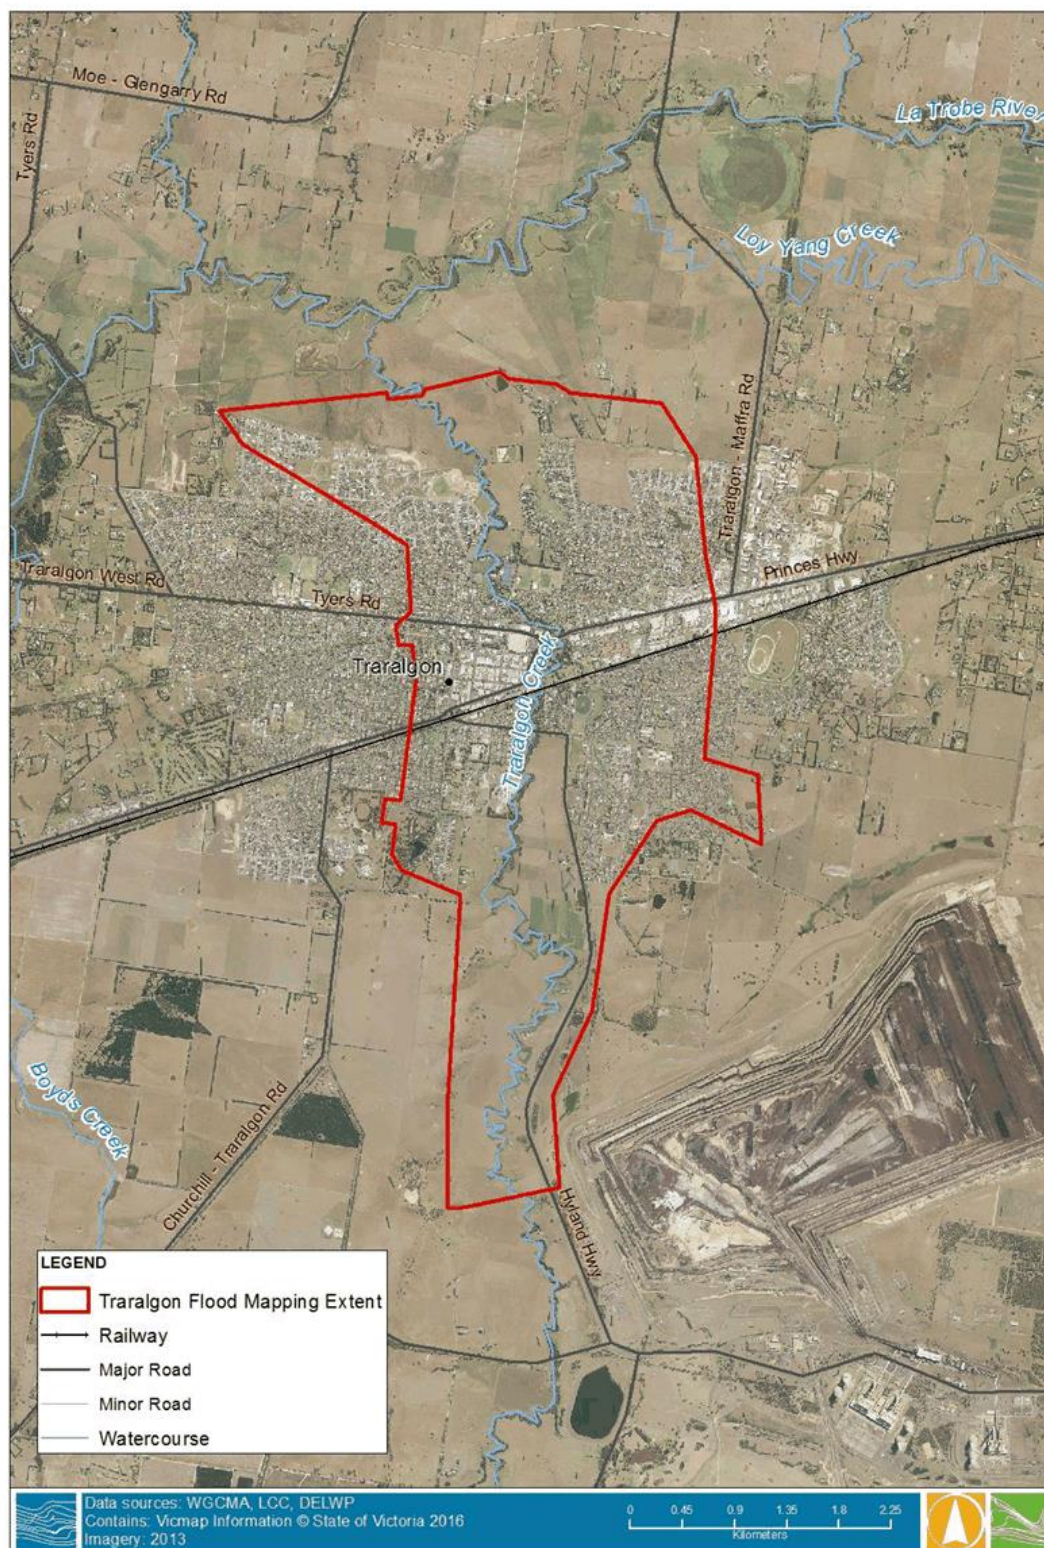 Moe - Glengarry Rd
Tyers Rd
La Trobe River
Loy Yang Creek
Traralgon - Maffra Rd
Princes Hwy
Traralgon West Rd
Tyers Rd
Traralgon
Traralgon Creek
Boyds Creek
Churchill - Traralgon Rd
Hyland Hwy
LEGEND
Traralgon Flood Mapping Extent
Railway
Major Road
Minor Road
Watercourse
Data sources: WGCMA, LCC, DELWP
Contains: Vicmap Information © State of Victoria 2016
Imagery: 2013
0 0.45 0.9 1.35 1.8 2.25
Kilometers